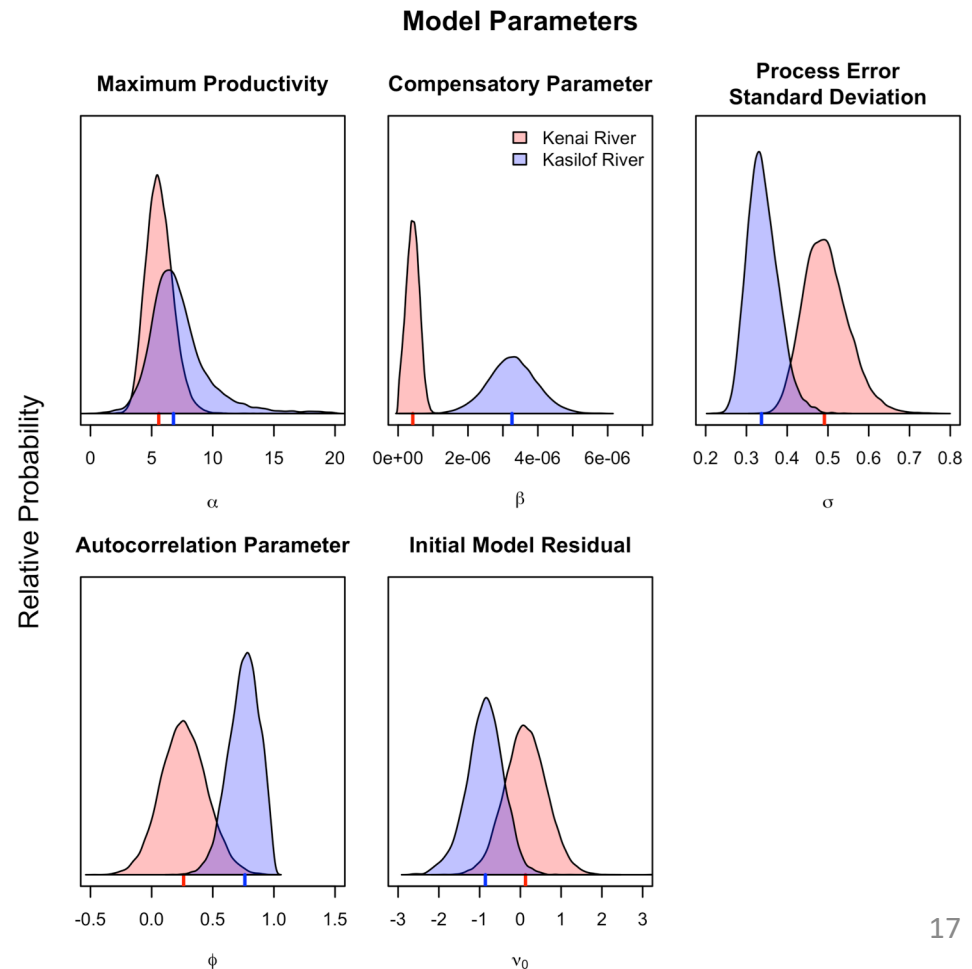 Model Parameters
Maximum Productivity
Compensatory Parameter
Process Error
Standard Deviation
Kenai River
Kasilof River
Relative Probability
0 5 10 15 20
α
0e+00 2e-06 4e-06 6e-06
β
0.2 0.3 0.4 0.5 0.6 0.7 0.8
σ
Autocorrelation Parameter
Initial Model Residual
-0.5 0.0 0.5 1.0 1.5
ϕ
-3 -2 -1 0 1 2 3
ν₀
17